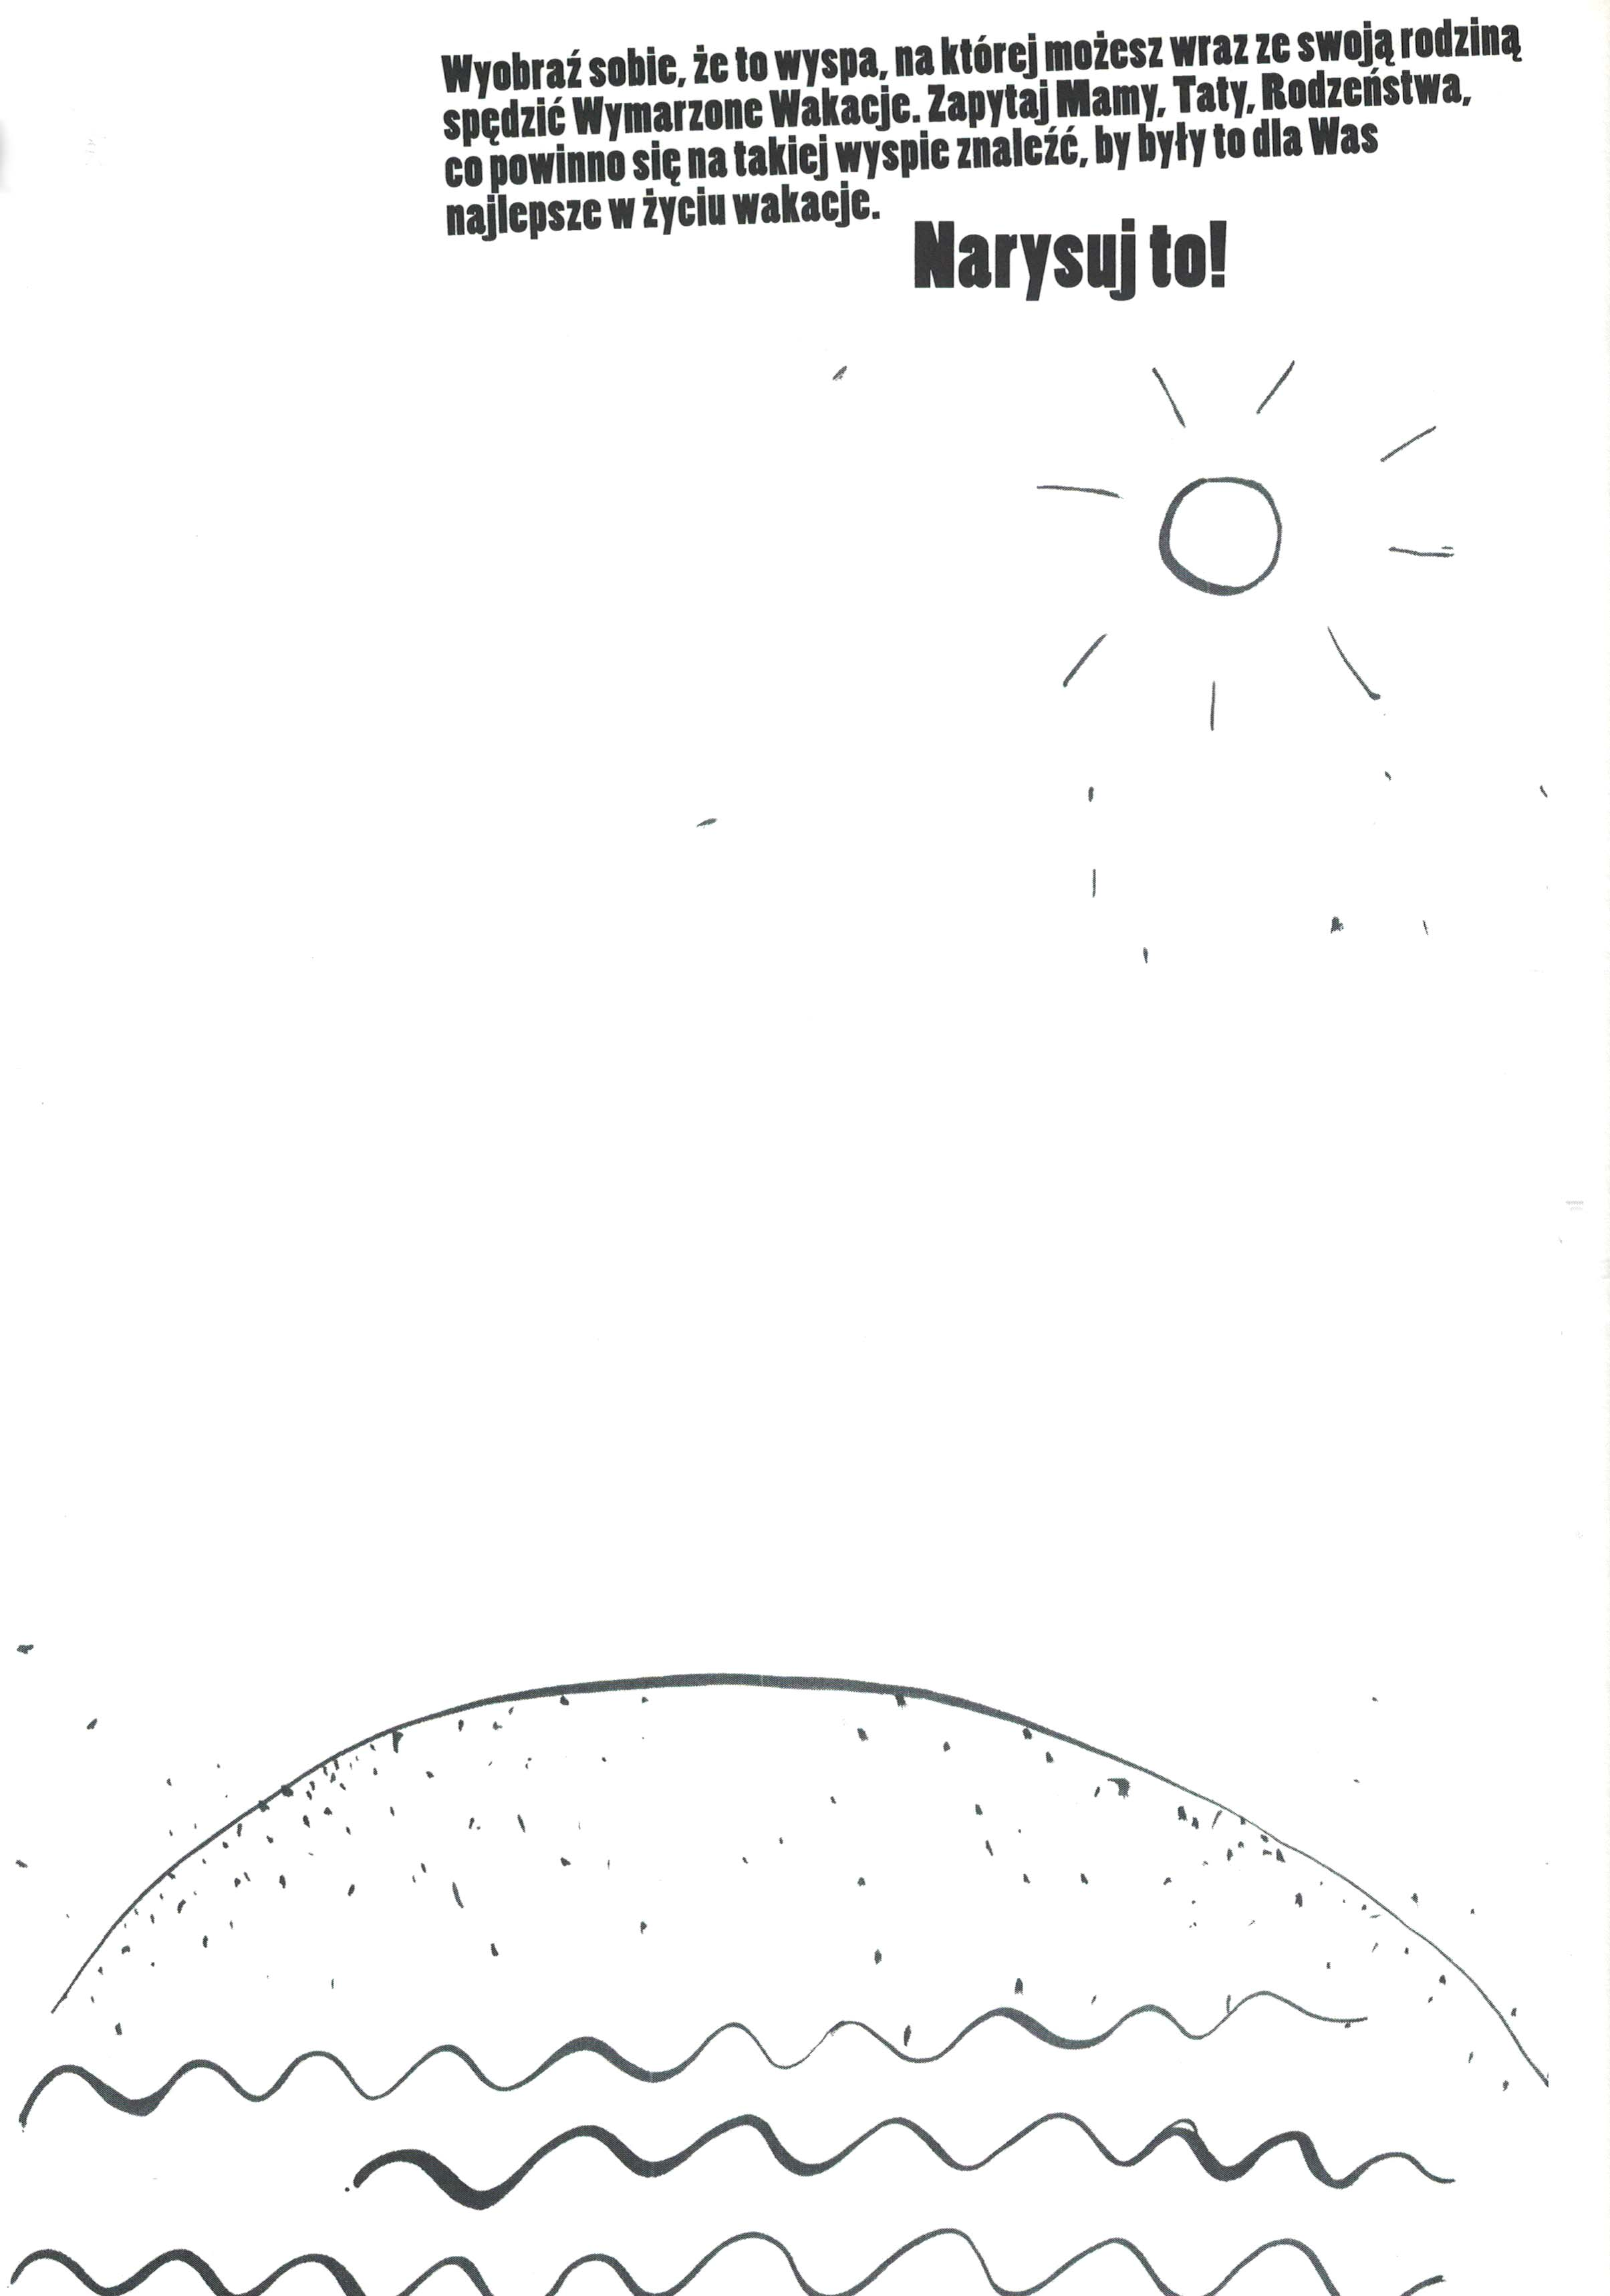 Wyobraź sobie, że to wyspa, na której możesz wraz ze swoją rodziną
spędzić Wymarzone Wakacje. Zapytaj Mamy, Taty, Rodzeństwa,
co powinno się na takiej wyspie znaleźć, by były to dla Was
najlepsze w życiu wakacje.
Narysuj to!